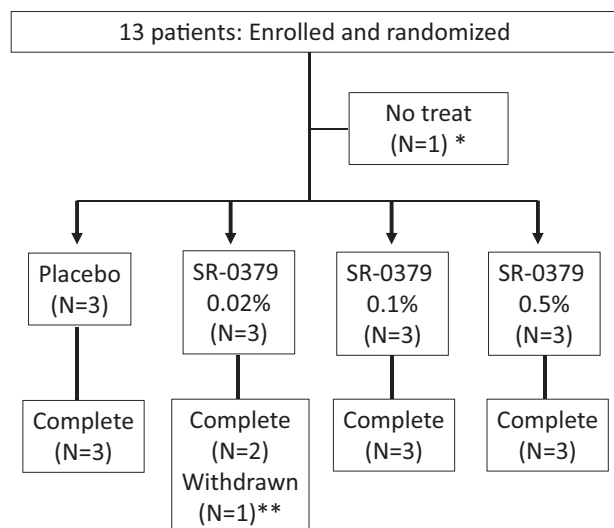 13 patients: Enrolled and randomized
No treat
(N=1) *
Placebo
(N=3)
SR-0379
0.02%
(N=3)
SR-0379
0.1%
(N=3)
SR-0379
0.5%
(N=3)
Complete
(N=3)
Complete
(N=2)
Withdrawn
(N=1)**
Complete
(N=3)
Complete
(N=3)